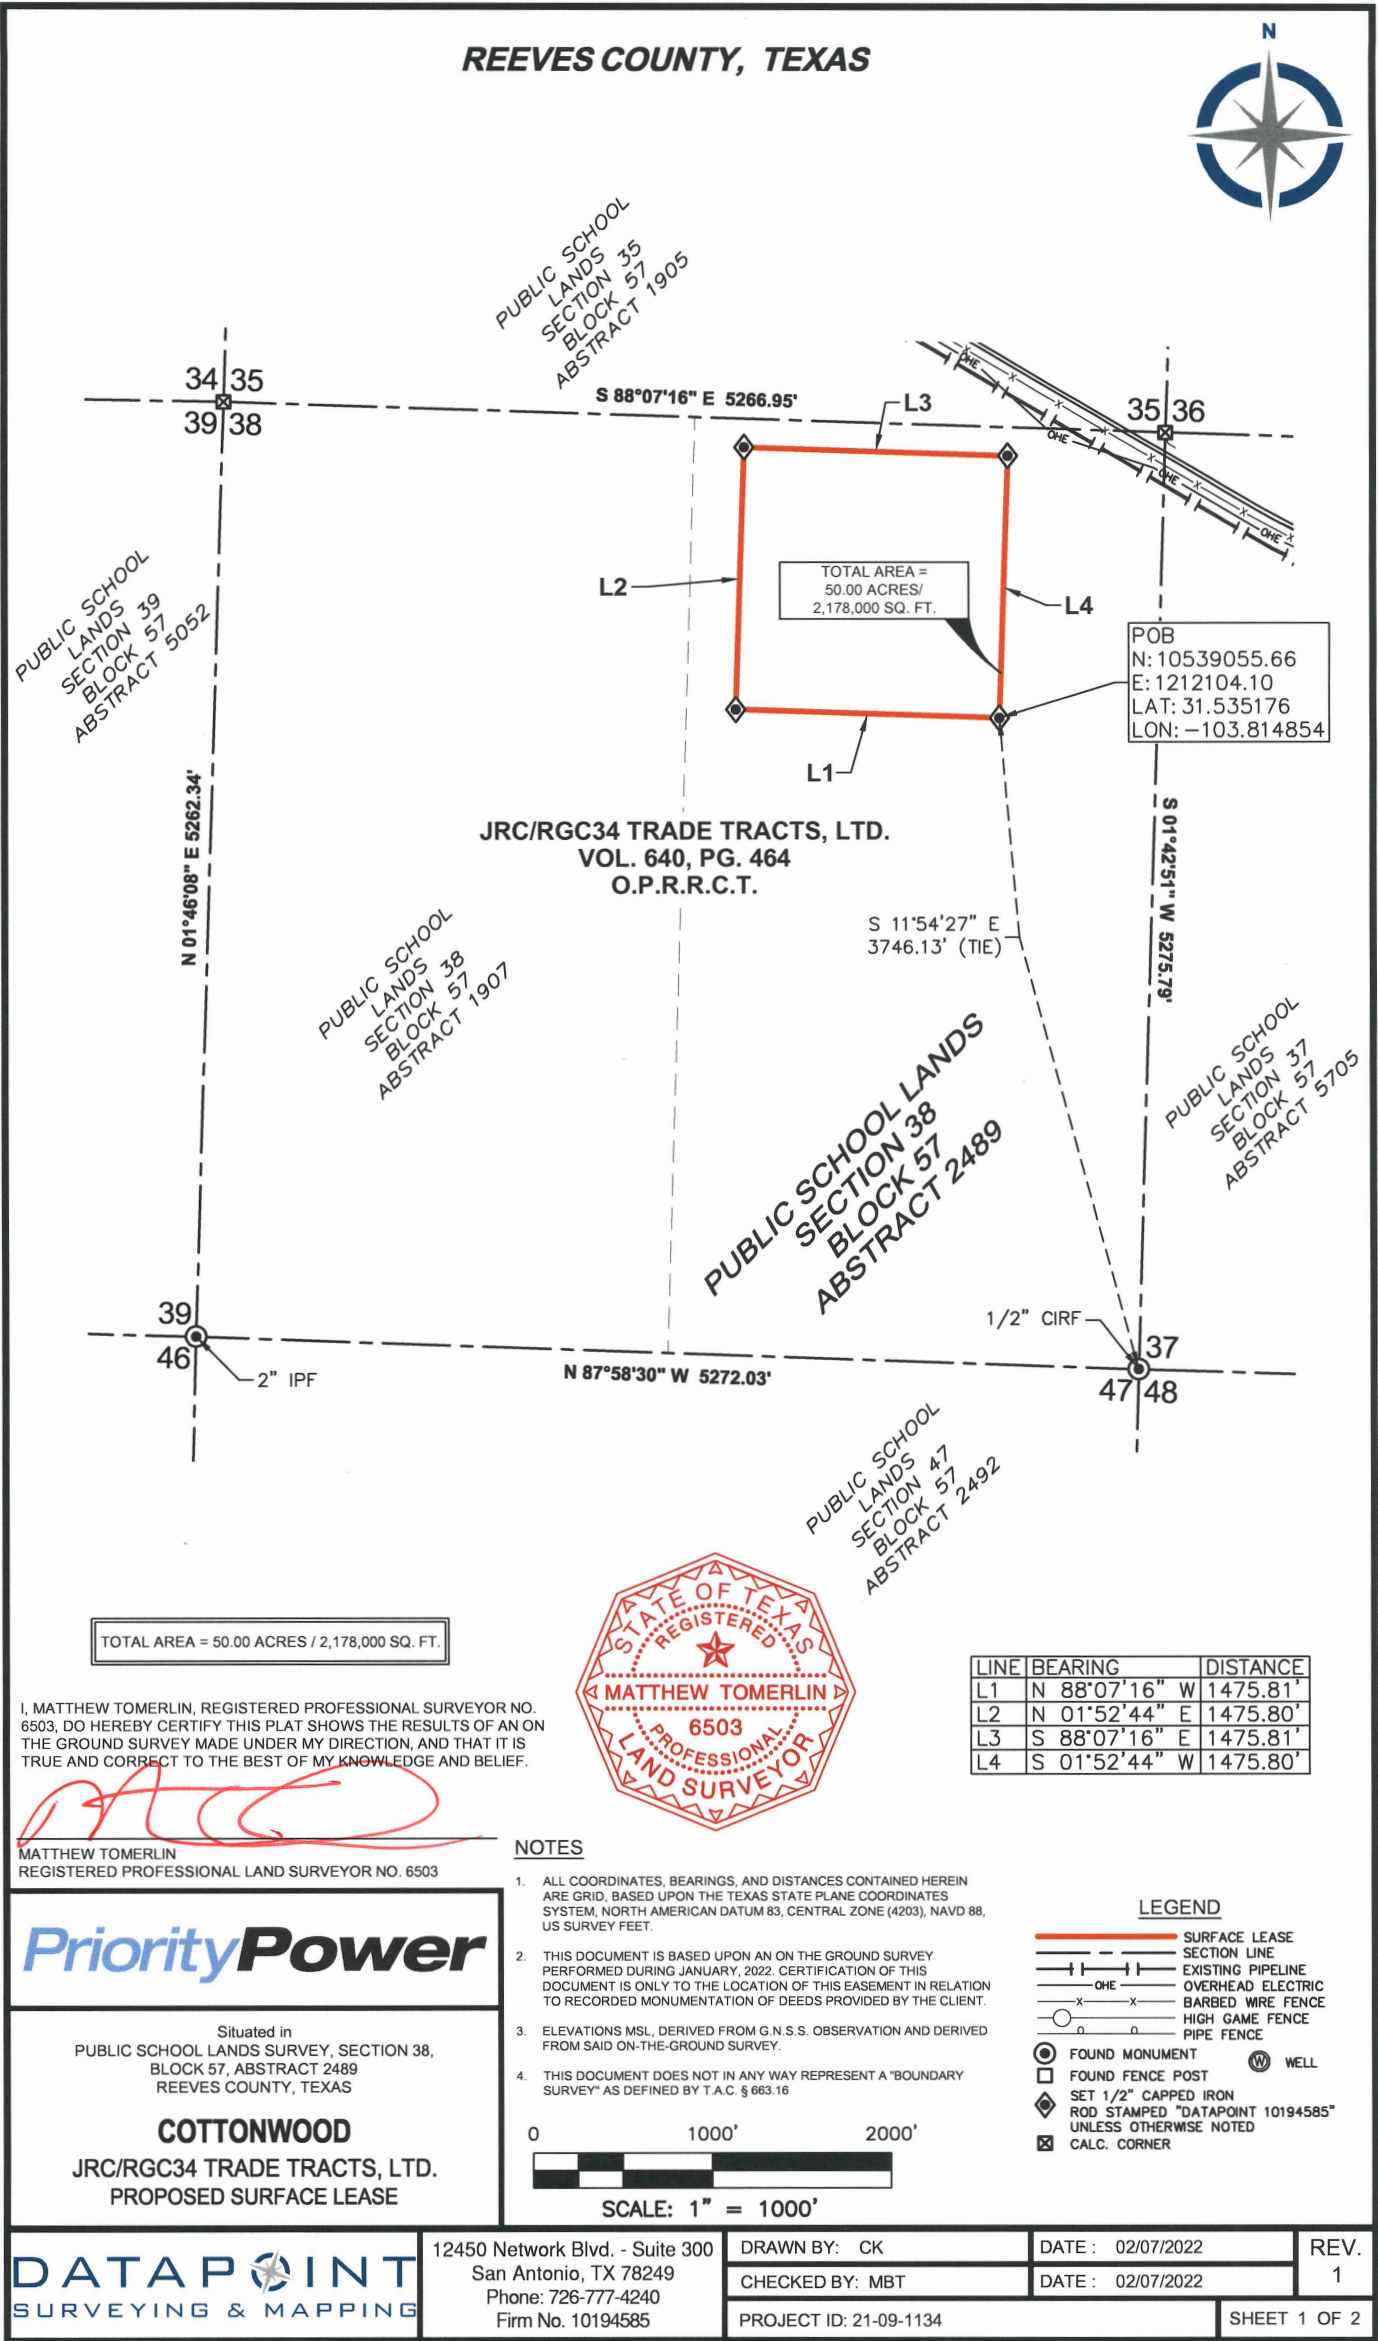 REEVES COUNTY, TEXAS
N
PUBLIC SCHOOL
LANDS
SECTION 35
BLOCK 57
ABSTRACT 1905
34 35
39 38
S 88°07'16" E 5266.95'
L3
35 36
OHE
OHE
OHE
OHE
PUBLIC SCHOOL
LANDS
SECTION 39
BLOCK 57
ABSTRACT 5052
L2
TOTAL AREA =
50.00 ACRES/
2,178,000 SQ. FT.
L4
POB
N: 10539055.66
E: 1212104.10
LAT: 31.535176
LON: −103.814854
L1
N 01°46'08" E 5262.34'
JRC/RGC34 TRADE TRACTS, LTD.
VOL. 640, PG. 464
O.P.R.R.C.T.
S 01°42'51" W 5275.79'
S 11°54'27" E
3746.13' (TIE)
PUBLIC SCHOOL
LANDS
SECTION 38
BLOCK 57
ABSTRACT 1907
PUBLIC SCHOOL LANDS
SECTION 38
BLOCK 57
ABSTRACT 2489
PUBLIC SCHOOL
LANDS
SECTION 37
BLOCK 57
ABSTRACT 5705
39
46
2" IPF
1/2" CIRF
37
47 48
N 87°58'30" W 5272.03'
PUBLIC SCHOOL
LANDS
SECTION 47
BLOCK 57
ABSTRACT 2492
TOTAL AREA = 50.00 ACRES / 2,178,000 SQ. FT.
I, MATTHEW TOMERLIN, REGISTERED PROFESSIONAL SURVEYOR NO.
6503, DO HEREBY CERTIFY THIS PLAT SHOWS THE RESULTS OF AN ON
THE GROUND SURVEY MADE UNDER MY DIRECTION, AND THAT IT IS
TRUE AND CORRECT TO THE BEST OF MY KNOWLEDGE AND BELIEF.
MATTHEW TOMERLIN
REGISTERED PROFESSIONAL LAND SURVEYOR NO. 6503
STATE OF TEXAS
REGISTERED
MATTHEW TOMERLIN
6503
PROFESSIONAL
LAND SURVEYOR
LINE BEARING DISTANCE
L1 N 88°07'16" W 1475.81'
L2 N 01°52'44" E 1475.80'
L3 S 88°07'16" E 1475.81'
L4 S 01°52'44" W 1475.80'
NOTES
1. ALL COORDINATES, BEARINGS, AND DISTANCES CONTAINED HEREIN
ARE GRID, BASED UPON THE TEXAS STATE PLANE COORDINATES
SYSTEM, NORTH AMERICAN DATUM 83, CENTRAL ZONE (4203), NAVD 88,
US SURVEY FEET.
2. THIS DOCUMENT IS BASED UPON AN ON THE GROUND SURVEY
PERFORMED DURING JANUARY, 2022. CERTIFICATION OF THIS
DOCUMENT IS ONLY TO THE LOCATION OF THIS EASEMENT IN RELATION
TO RECORDED MONUMENTATION OF DEEDS PROVIDED BY THE CLIENT.
3. ELEVATIONS MSL, DERIVED FROM G.N.S.S. OBSERVATION AND DERIVED
FROM SAID ON-THE-GROUND SURVEY.
4. THIS DOCUMENT DOES NOT IN ANY WAY REPRESENT A "BOUNDARY
SURVEY" AS DEFINED BY T.A.C. § 663.16
LEGEND
SURFACE LEASE
SECTION LINE
EXISTING PIPELINE
OHE OVERHEAD ELECTRIC
X X BARBED WIRE FENCE
HIGH GAME FENCE
PIPE FENCE
FOUND MONUMENT
W WELL
FOUND FENCE POST
SET 1/2" CAPPED IRON
ROD STAMPED "DATAPOINT 10194585"
UNLESS OTHERWISE NOTED
CALC. CORNER
0 1000' 2000'
SCALE: 1" = 1000'
PriorityPower
Situated in
PUBLIC SCHOOL LANDS SURVEY, SECTION 38,
BLOCK 57, ABSTRACT 2489
REEVES COUNTY, TEXAS
COTTONWOOD
JRC/RGC34 TRADE TRACTS, LTD.
PROPOSED SURFACE LEASE
DATAPOINT
SURVEYING & MAPPING
12450 Network Blvd. - Suite 300
San Antonio, TX 78249
Phone: 726-777-4240
Firm No. 10194585
DRAWN BY: CK
DATE : 02/07/2022
CHECKED BY: MBT
DATE : 02/07/2022
REV.
1
PROJECT ID: 21-09-1134
SHEET 1 OF 2